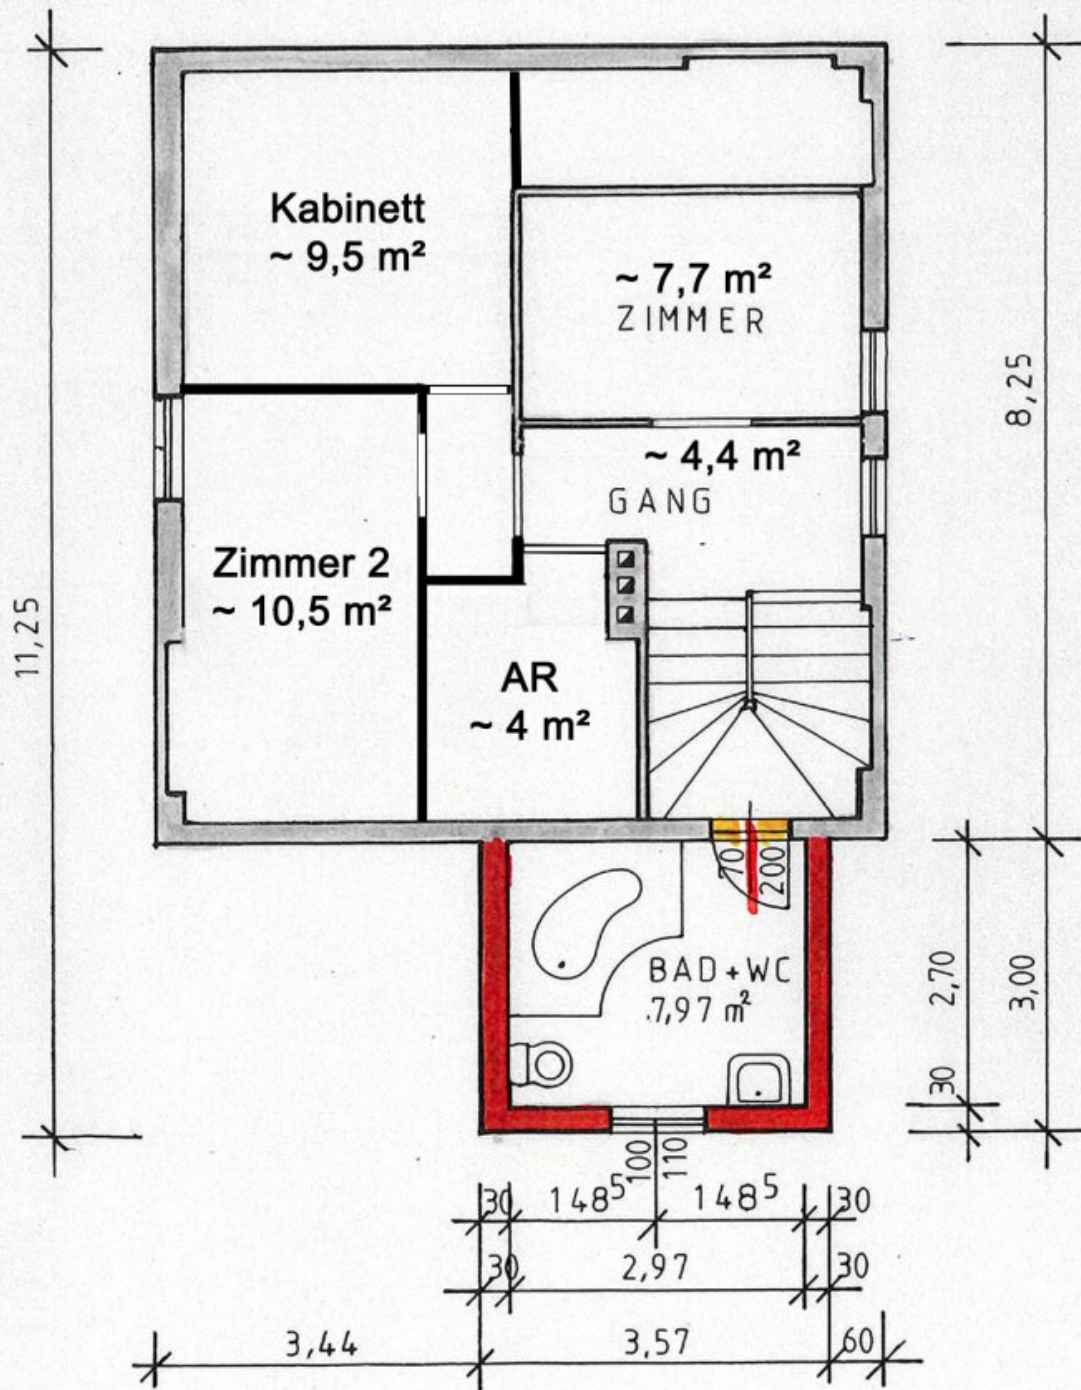 Kabinett
~ 9,5 m²
~ 7,7 m²
ZIMMER
8,25
~ 4,4 m²
GANG
Zimmer 2
~ 10,5 m²
11,25
AR
~ 4 m²
70
200
BAD + WC
7,97 m²
2,70
3,00
30
100
110
30
148⁵
148⁵
30
30
2,97
30
3,44
3,57
60